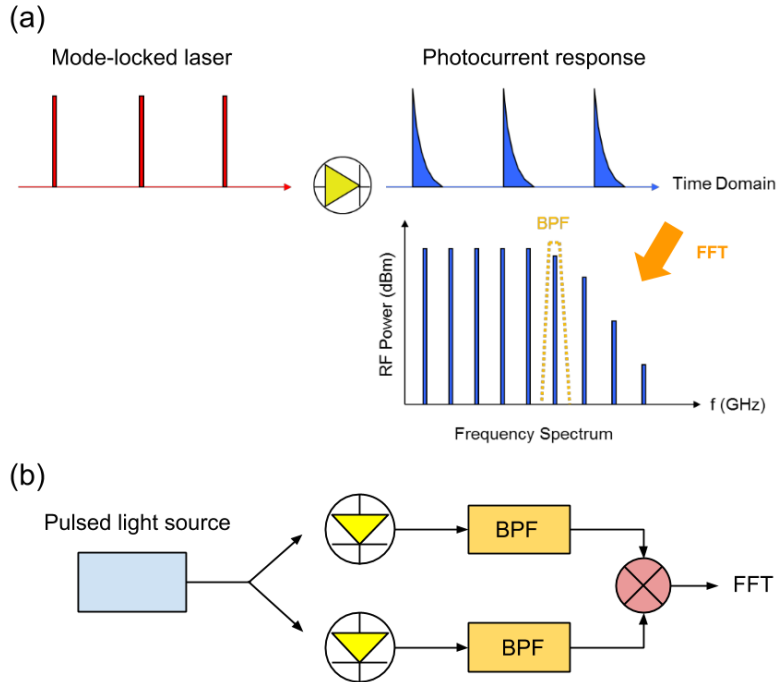 (a)
Mode-locked laser
Photocurrent response
Time Domain
BPF
FFT
RF Power (dBm)
f (GHz)
Frequency Spectrum
(b)
Pulsed light source
BPF
FFT
BPF